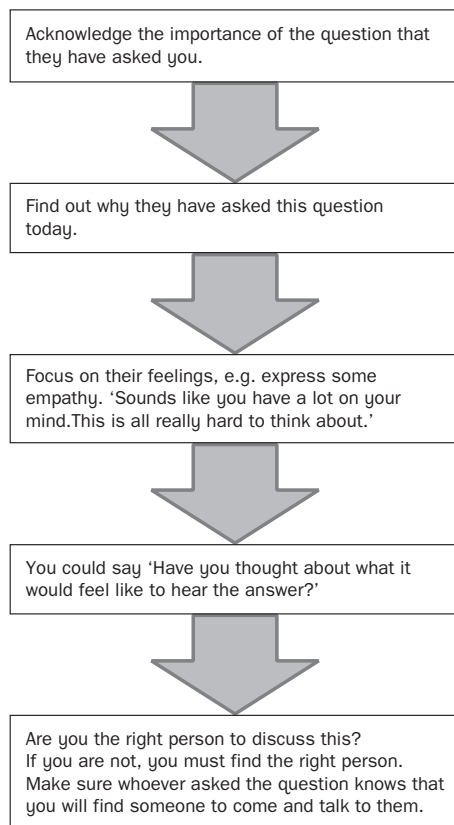 Acknowledge the importance of the question that
they have asked you.
Find out why they have asked this question
today.
Focus on their feelings, e.g. express some
empathy. ‘Sounds like you have a lot on your
mind.This is all really hard to think about.’
You could say ‘Have you thought about what it
would feel like to hear the answer?’
Are you the right person to discuss this?
If you are not, you must find the right person.
Make sure whoever asked the question knows that
you will find someone to come and talk to them.